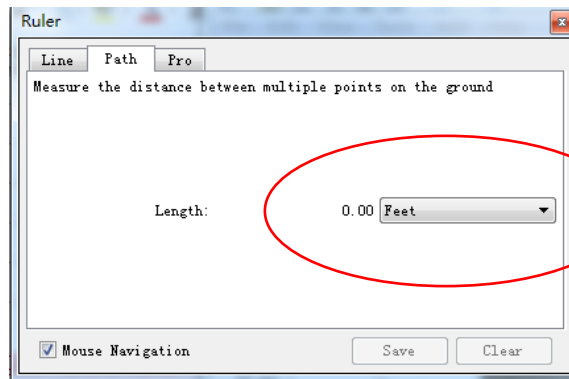 Ruler
Line Path Pro
Measure the distance between multiple points on the ground
Length: 0.00 Feet
Mouse Navigation Save Clear